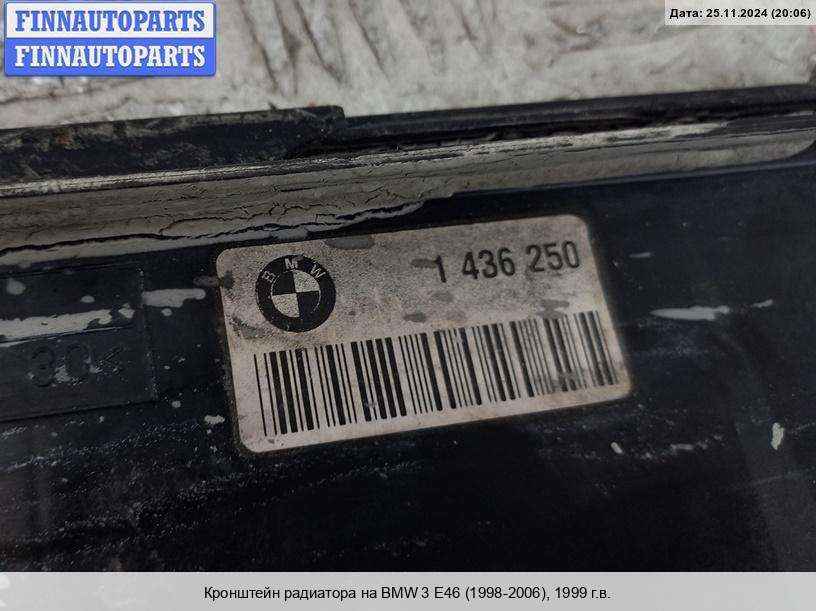 FINNAUTOPARTS
FINNAUTOPARTS
Дата: 25.11.2024 (20:06)
BMW
1 436 250
30<
Кронштейн радиатора на BMW 3 E46 (1998-2006), 1999 г.в.